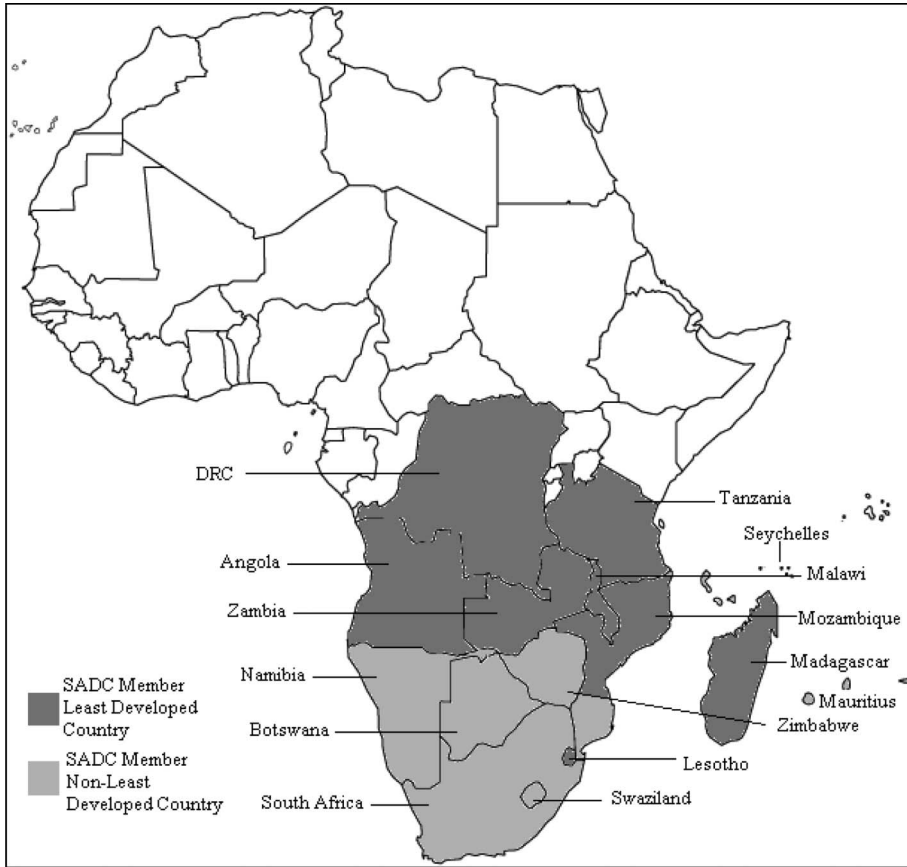 DRC
Tanzania
Seychelles
Angola
Malawi
Zambia
Mozambique
Madagascar
Namibia
SADC Member
Least Developed
Country
Mauritius
Zimbabwe
Botswana
SADC Member
Non-Least
Developed Country
Lesotho
South Africa
Swaziland